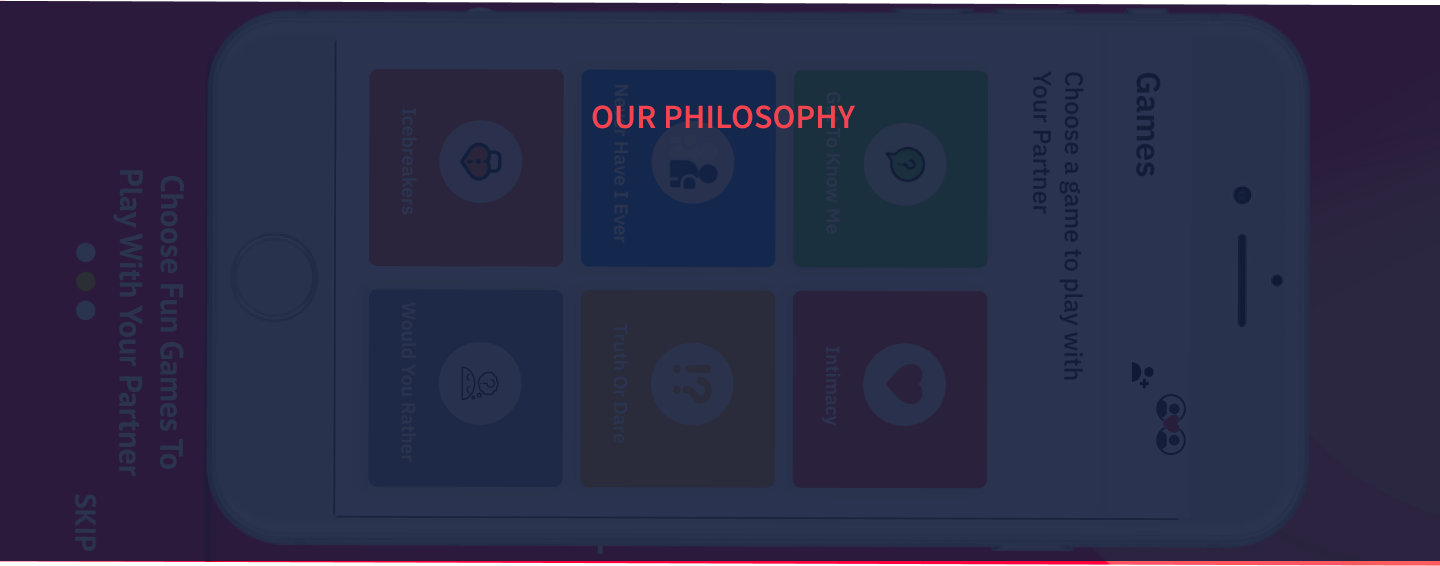 OUR PHILOSOPHY
Games
Choose a game to play with
Your Partner
Get To Know Me
Intimacy
Never Have I Ever
Truth Or Dare
Icebreakers
Would You Rather
Choose Fun Games To
Play With Your Partner
SKIP